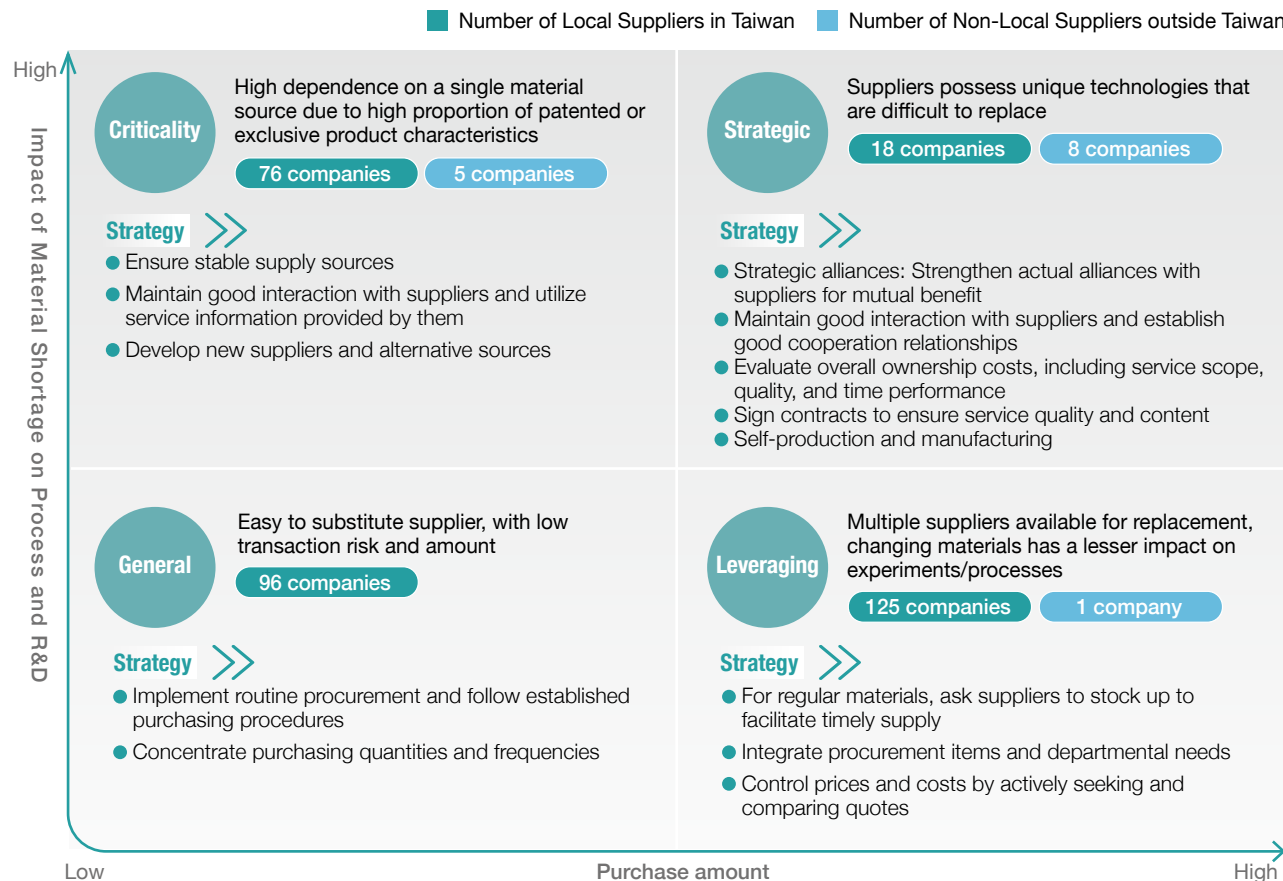 Number of Local Suppliers in Taiwan
Number of Non-Local Suppliers outside Taiwan
High
Impact of Material Shortage on Process and R&D
Criticality
High dependence on a single material
source due to high proportion of patented or
exclusive product characteristics
76 companies
5 companies
Strategy
Ensure stable supply sources
Maintain good interaction with suppliers and utilize
service information provided by them
Develop new suppliers and alternative sources
Strategic
Suppliers possess unique technologies that
are difficult to replace
18 companies
8 companies
Strategy
Strategic alliances: Strengthen actual alliances with
suppliers for mutual benefit
Maintain good interaction with suppliers and establish
good cooperation relationships
Evaluate overall ownership costs, including service scope,
quality, and time performance
Sign contracts to ensure service quality and content
Self-production and manufacturing
General
Easy to substitute supplier, with low
transaction risk and amount
96 companies
Strategy
Implement routine procurement and follow established
purchasing procedures
Concentrate purchasing quantities and frequencies
Leveraging
Multiple suppliers available for replacement,
changing materials has a lesser impact on
experiments/processes
125 companies
1 company
Strategy
For regular materials, ask suppliers to stock up to
facilitate timely supply
Integrate procurement items and departmental needs
Control prices and costs by actively seeking and
comparing quotes
Low
Purchase amount
High